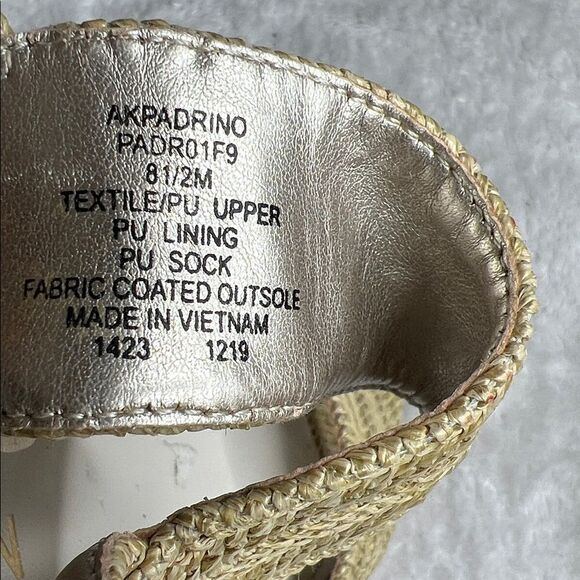 AKPADRINO
PADR01F9
81/2M
TEXTILE/PU UPPER
PU LINING
PU SOCK
FABRIC COATED OUTSOLE
MADE IN VIETNAM
1423 1219